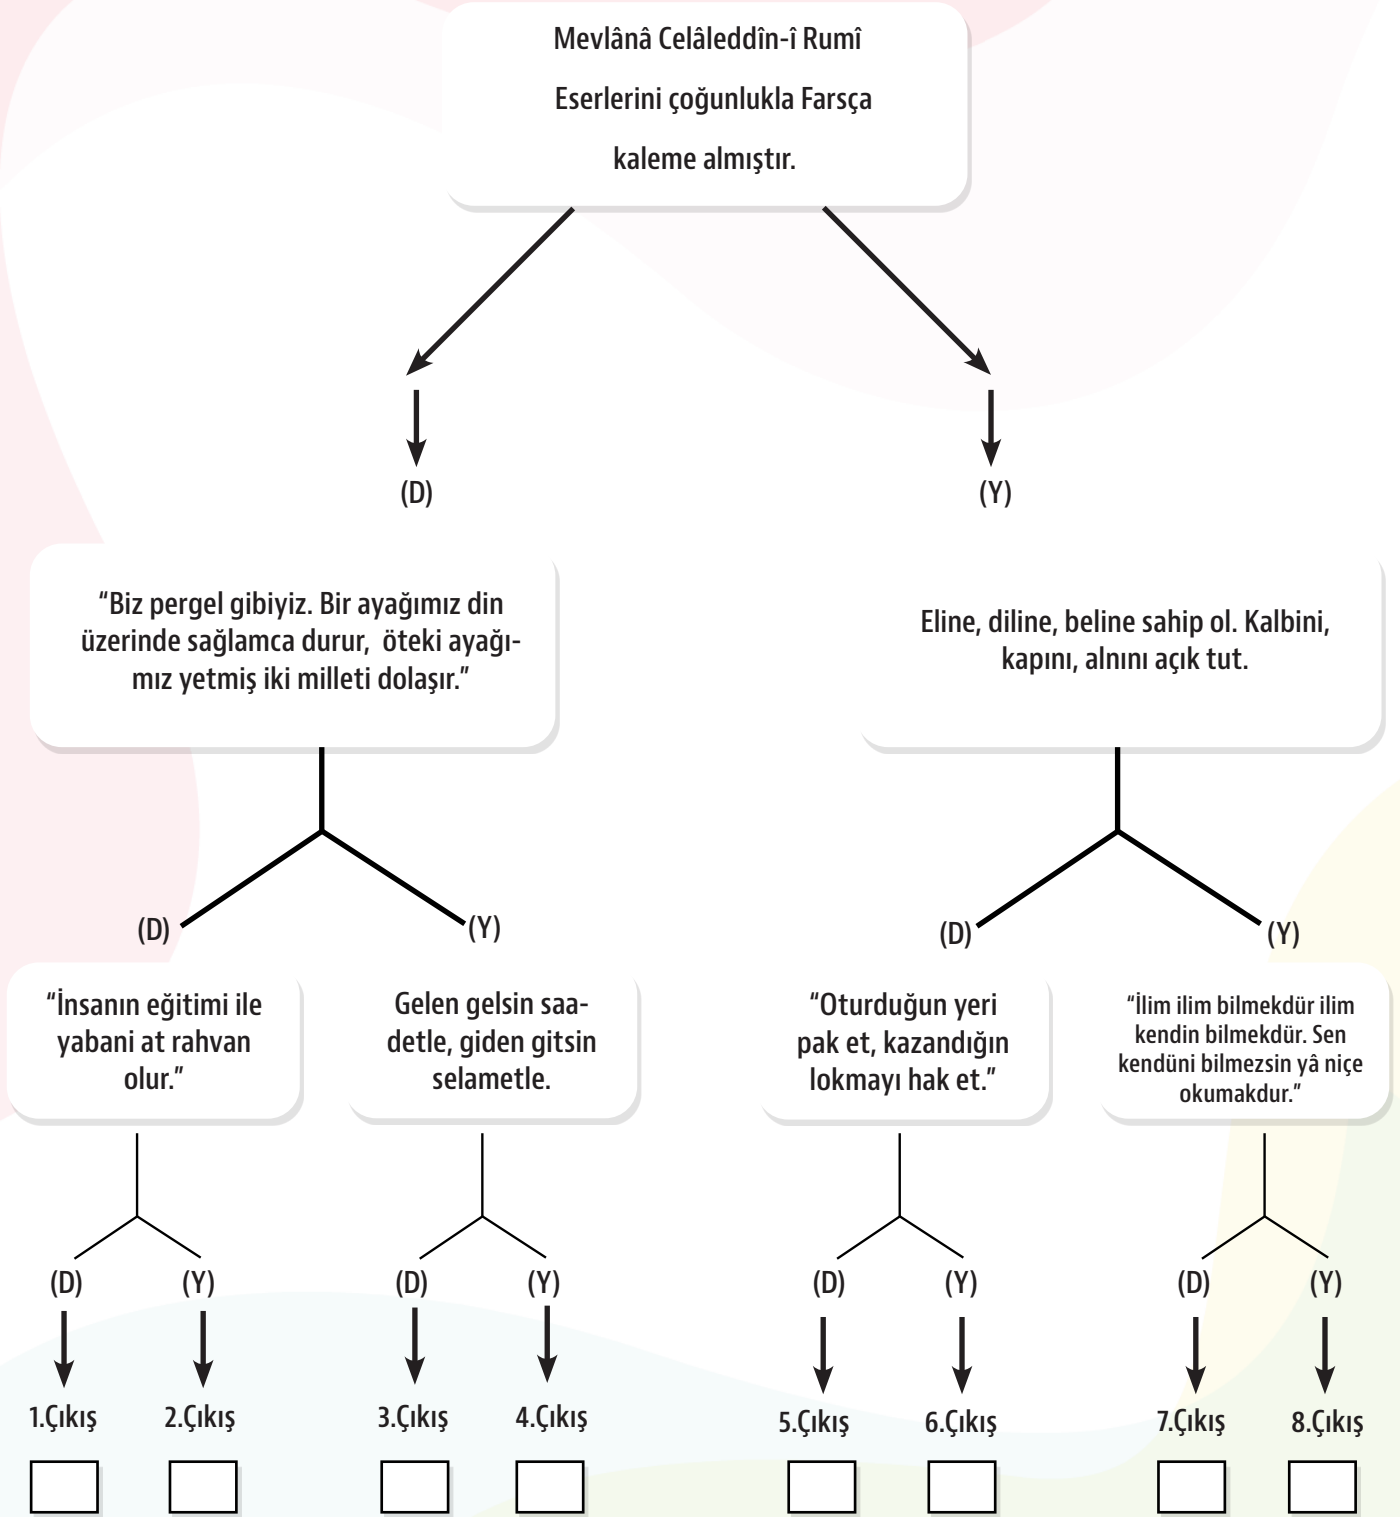 Mevlânâ Celâleddîn-î Rumî
Eserlerini çoğunlukla Farsça
kaleme almıştır.
(D)
(Y)
“Biz pergel gibiyiz. Bir ayağımız din
üzerinde sağlamca durur, öteki ayağı-
mız yetmiş iki milleti dolaşır.”
Eline, diline, beline sahip ol. Kalbini,
kapını, alnını açık tut.
(D)
(Y)
(D)
(Y)
“İnsanın eğitimi ile
yabani at rahvan
olur.”
Gelen gelsin saa-
detle, giden gitsin
selametle.
“Oturduğun yeri
pak et, kazandığın
lokmayı hak et.”
“İlim ilim bilmekdür ilim
kendin bilmekdür. Sen
kendüni bilmezsin yâ niçe
okumakdur.”
(D)
(Y)
(D)
(Y)
(D)
(Y)
(D)
(Y)
1.Çıkış
2.Çıkış
3.Çıkış
4.Çıkış
5.Çıkış
6.Çıkış
7.Çıkış
8.Çıkış